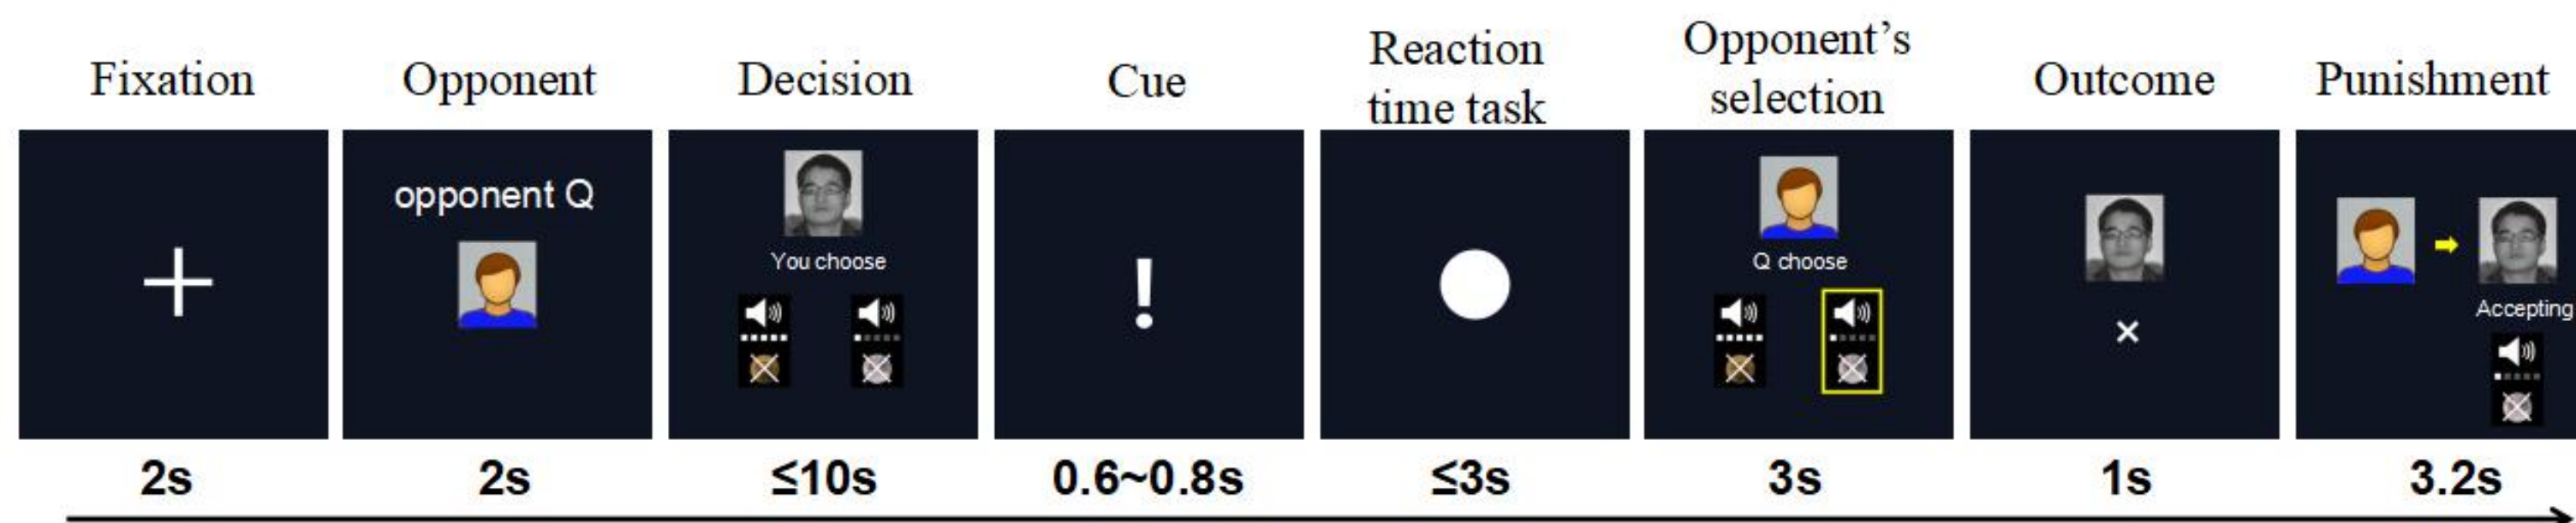 Fixation
Opponent
Decision
Cue
Reaction
time task
Opponent’s
selection
Outcome
Punishment
opponent Q
You choose
!
Q choose
Accepting
2s
2s
≤10s
0.6~0.8s
≤3s
3s
1s
3.2s